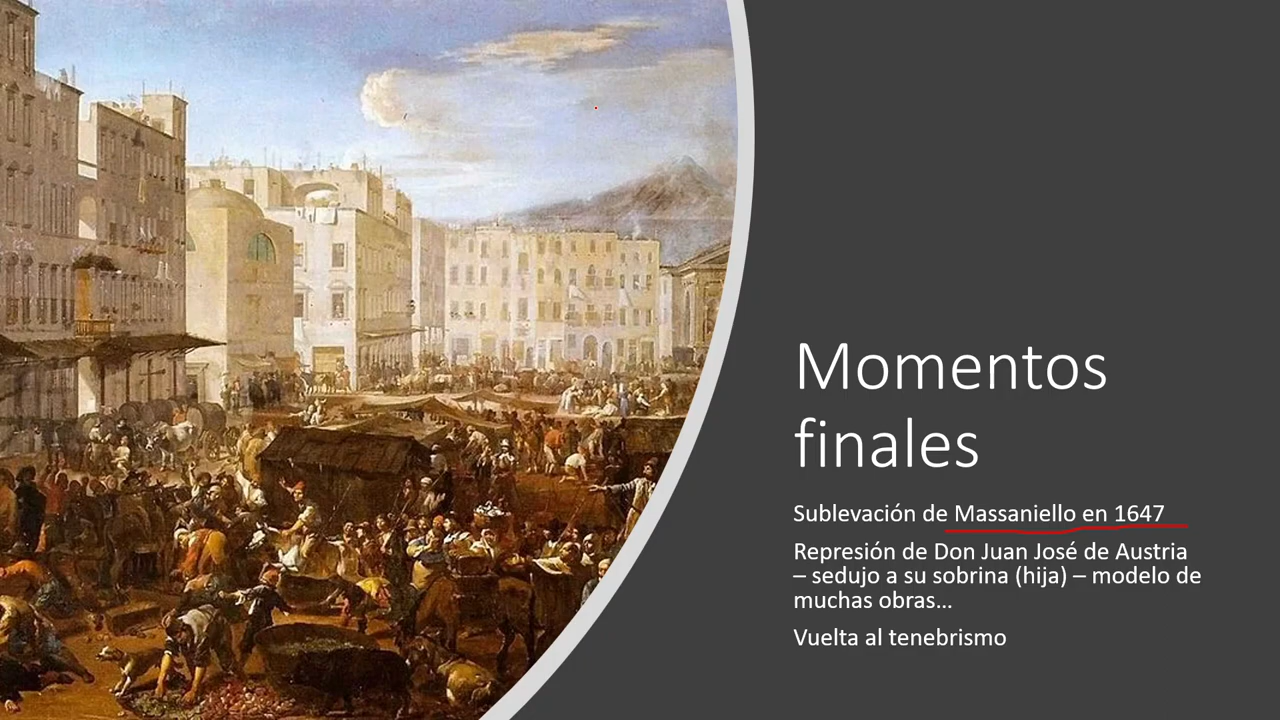 Momentos
finales
Sublevación de Massaniello en 1647
Represión de Don Juan José de Austria
– sedujo a su sobrina (hija) – modelo de
muchas obras…
Vuelta al tenebrismo